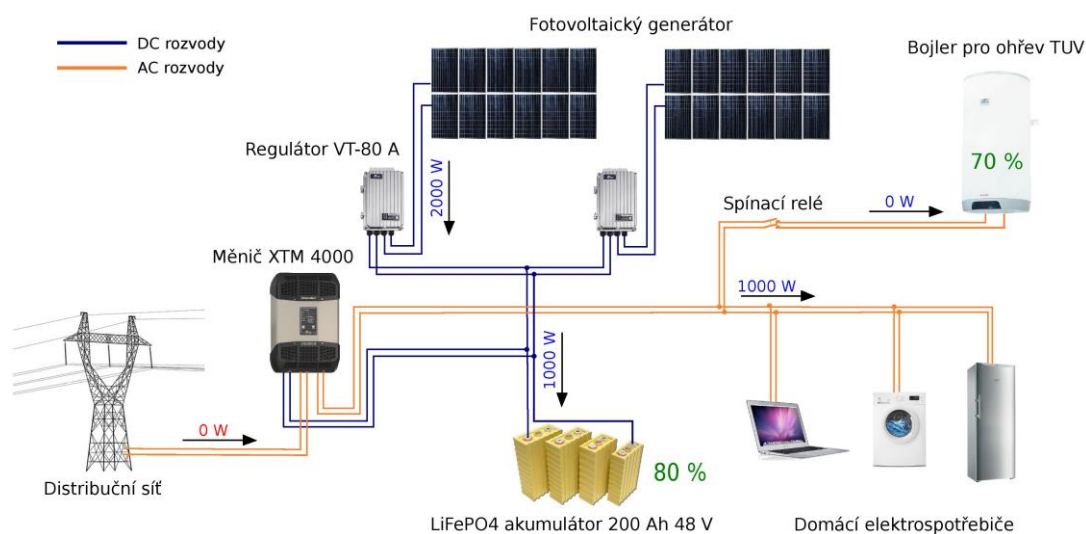 Fotovoltaický generátor
DC rozvody
AC rozvody
Bojler pro ohřev TUV
Regulátor VT-80 A
2000 W
70 %
Spínací relé
0 W
Měnič XTM 4000
1000 W
1000 W
0 W
80 %
Distribuční síť
LiFePO4 akumulátor 200 Ah 48 V
Domácí elektrospotřebiče